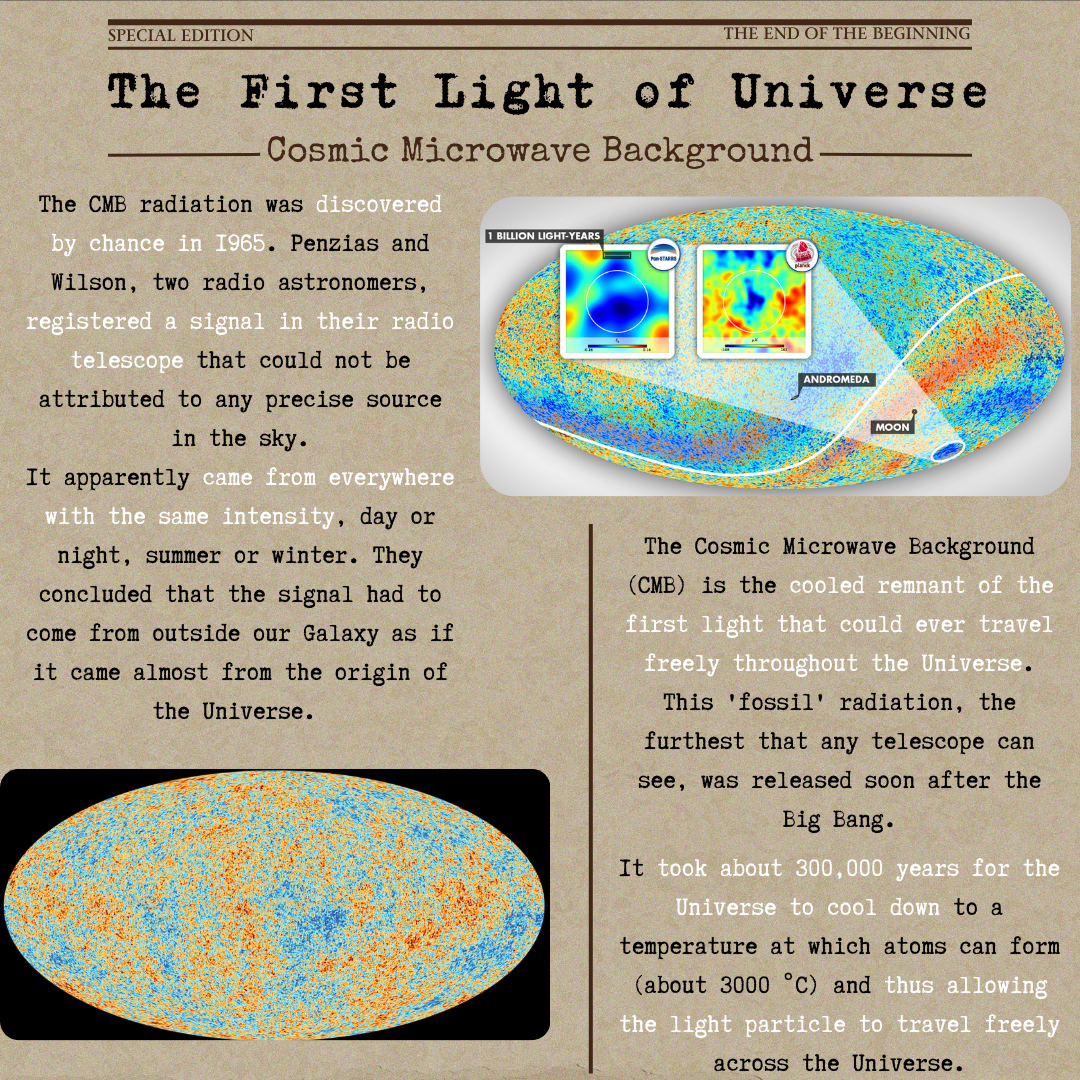 SPECIAL EDITION
THE END OF THE BEGINNING
The First Light of Universe
Cosmic Microwave Background
The CMB radiation was discovered
by chance in 1965. Penzias and
Wilson, two radio astronomers,
registered a signal in their radio
telescope that could not be
attributed to any precise source
in the sky.
It apparently came from everywhere
with the same intensity, day or
night, summer or winter. They
concluded that the signal had to
come from outside our Galaxy as if
it came almost from the origin of
the Universe.
1 BILLION LIGHT-YEARS
Pan-STARRS
planck
ANDROMEDA
MOON
The Cosmic Microwave Background
(CMB) is the cooled remnant of the
first light that could ever travel
freely throughout the Universe.
This 'fossil' radiation, the
furthest that any telescope can
see, was released soon after the
Big Bang.
It took about 300,000 years for the
Universe to cool down to a
temperature at which atoms can form
(about 3000 °C) and thus allowing
the light particle to travel freely
across the Universe.